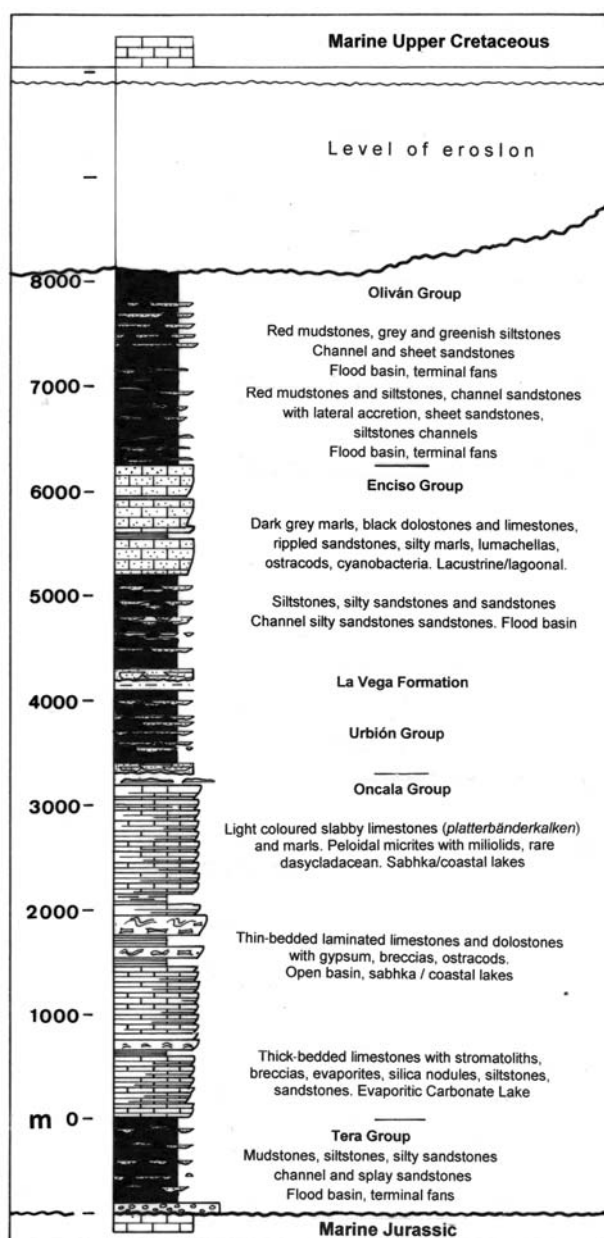 Marine Upper Cretaceous
Level of erosion
8000
Oliván Group
Red mudstones, grey and greenish siltstones
Channel and sheet sandstones
Flood basin, terminal fans
7000
Red mudstones and siltstones, channel sandstones
with lateral accretion, sheet sandstones,
siltstones channels
Flood basin, terminal fans
6000
Enciso Group
Dark grey marls, black dolostones and limestones,
rippled sandstones, silty marls, lumachellas,
ostracods, cyanobacteria. Lacustrine/lagoonal.
5000
Siltstones, silty sandstones and sandstones
Channel silty sandstones sandstones. Flood basin
La Vega Formation
4000
Urbión Group
Oncala Group
3000
Light coloured slabby limestones (platterbänderkalken)
and marls. Peloidal micrites with miliolids, rare
dasycladacean. Sabhka/coastal lakes
2000
Thin-bedded laminated limestones and dolostones
with gypsum, breccias, ostracods.
Open basin, sabhka / coastal lakes
1000
Thick-bedded limestones with stromatoliths,
breccias, evaporites, silica nodules, siltstones,
sandstones. Evaporitic Carbonate Lake
m 0
Tera Group
Mudstones, siltstones, silty sandstones
channel and splay sandstones
Flood basin, terminal fans
Marine Jurassic